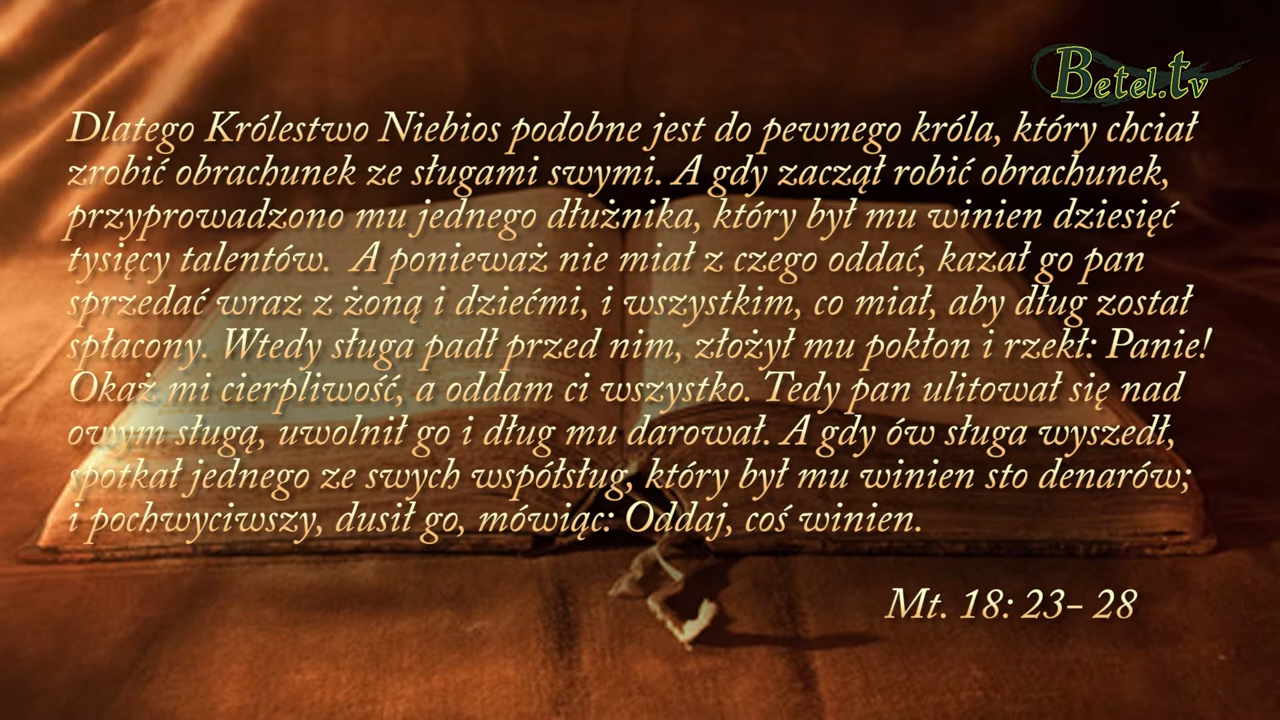 Betel.tv
Dlatego Królestwo Niebios podobne jest do pewnego króla, który chciał
zrobić obrachunek ze sługami swymi. A gdy zaczął robić obrachunek,
przyprowadzono mu jednego dłużnika, który był mu winien dziesięć
tysięcy talentów. A ponieważ nie miał z czego oddać, kazał go pan
sprzedać wraz z żoną i dziećmi, i wszystkim, co miał, aby dług został
spłacony. Wtedy sługa padł przed nim, złożył mu pokłon i rzekł: Panie!
Okaż mi cierpliwość, a oddam ci wszystko. Tedy pan ulitował się nad
owym sługą, uwolnił go i dług mu darował. A gdy ów sługa wyszedł,
spotkał jednego ze swych współsług, który był mu winien sto denarów;
i pochwyciwszy, dusił go, mówiąc: Oddaj, coś winien.
Mt. 18: 23- 28